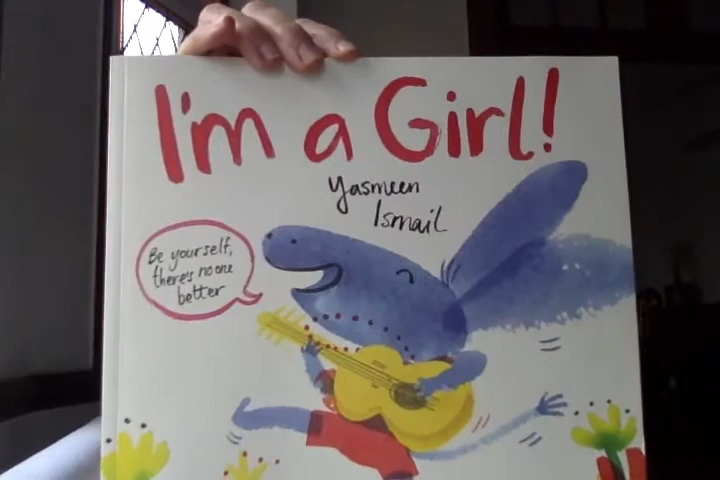 I'm a Girl!
Yasmeen
Ismail
Be yourself,
there's no one
better